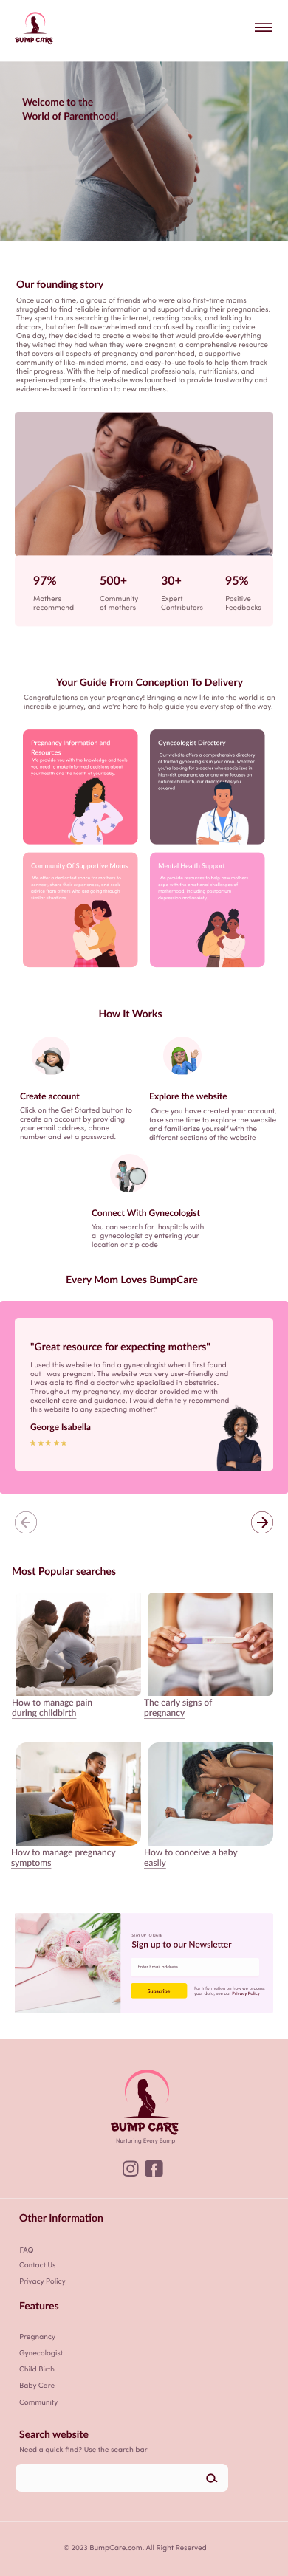 BUMP CARE
Welcome to the
World of Parenthood!
Our founding story
Once upon a time, a group of friends who were also first-time moms
struggled to find reliable information and support during their pregnancies.
They spent hours searching the internet, reading books, and talking to
doctors, but often felt overwhelmed and confused by conflicting advice.
One day, they decided to create a website that would provide everything
they wished they had when they were pregnant, a comprehensive resource
that covers all aspects of pregnancy and parenthood, a supportive
community of like-minded moms, and easy-to-use tools to help them track
their progress. With the help of medical professionals, nutritionists, and
experienced parents, the website was launched to provide trustworthy and
evidence-based information to new mothers.
97%
Mothers
recommend
500+
Community
of mothers
30+
Expert
Contributors
95%
Positive
Feedbacks
Your Guide From Conception To Delivery
Congratulations on your pregnancy! Bringing a new life into the world is an
incredible journey, and we're here to help guide you every step of the way.
Pregnancy Information and
Resources
We provide you with the knowledge and tools
you need to make informed decisions about
your health and the health of your baby.
Gynecologist Directory
Our website offers a comprehensive directory
of trusted gynecologists in your area. Whether
you're looking for a doctor who specializes in
high-risk pregnancies or one who focuses on
natural childbirth, our directory has you
covered
Community Of Supportive Moms
We offer a dedicated space for mothers to
connect, share their experiences, and seek
advice from others who are going through
similar situations.
Mental Health Support
We provide resources to help new mothers
cope with the emotional challenges of
motherhood, including postpartum
depression and anxiety
How It Works
Create account
Click on the Get Started button to
create an account by providing
your email address, phone
number and set a password.
Explore the website
Once you have created your account,
take some time to explore the website
and familiarize yourself with the
different sections of the website
Connect With Gynecologist
You can search for hospitals with
a gynecologist by entering your
location or zip code
Every Mom Loves BumpCare
"Great resource for expecting mothers"
I used this website to find a gynecologist when I first found
out I was pregnant. The website was very user-friendly and
I was able to find a doctor who specialized in obstetrics.
Throughout my pregnancy, my doctor provided me with
excellent care and guidance. I would definitely recommend
this website to any expecting mother."
George Isabella
Most Popular searches
How to manage pain
during childbirth
The early signs of
pregnancy
How to manage pregnancy
symptoms
How to conceive a baby
easily
STAY UP TO DATE
Sign up to our Newsletter
Enter Email address
Subscribe
For information on how we process
your data, see our Privacy Policy
BUMP CARE
Nurturing Every Bump
Other Information
FAQ
Contact Us
Privacy Policy
Features
Pregnancy
Gynecologist
Child Birth
Baby Care
Community
Search website
Need a quick find? Use the search bar
© 2023 BumpCare.com. All Right Reserved